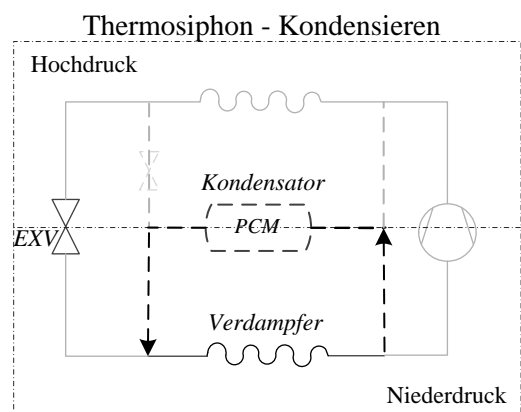 Thermosiphon - Kondensieren
Hochdruck
Kondensator
PCM
EXV
Verdampfer
Niederdruck